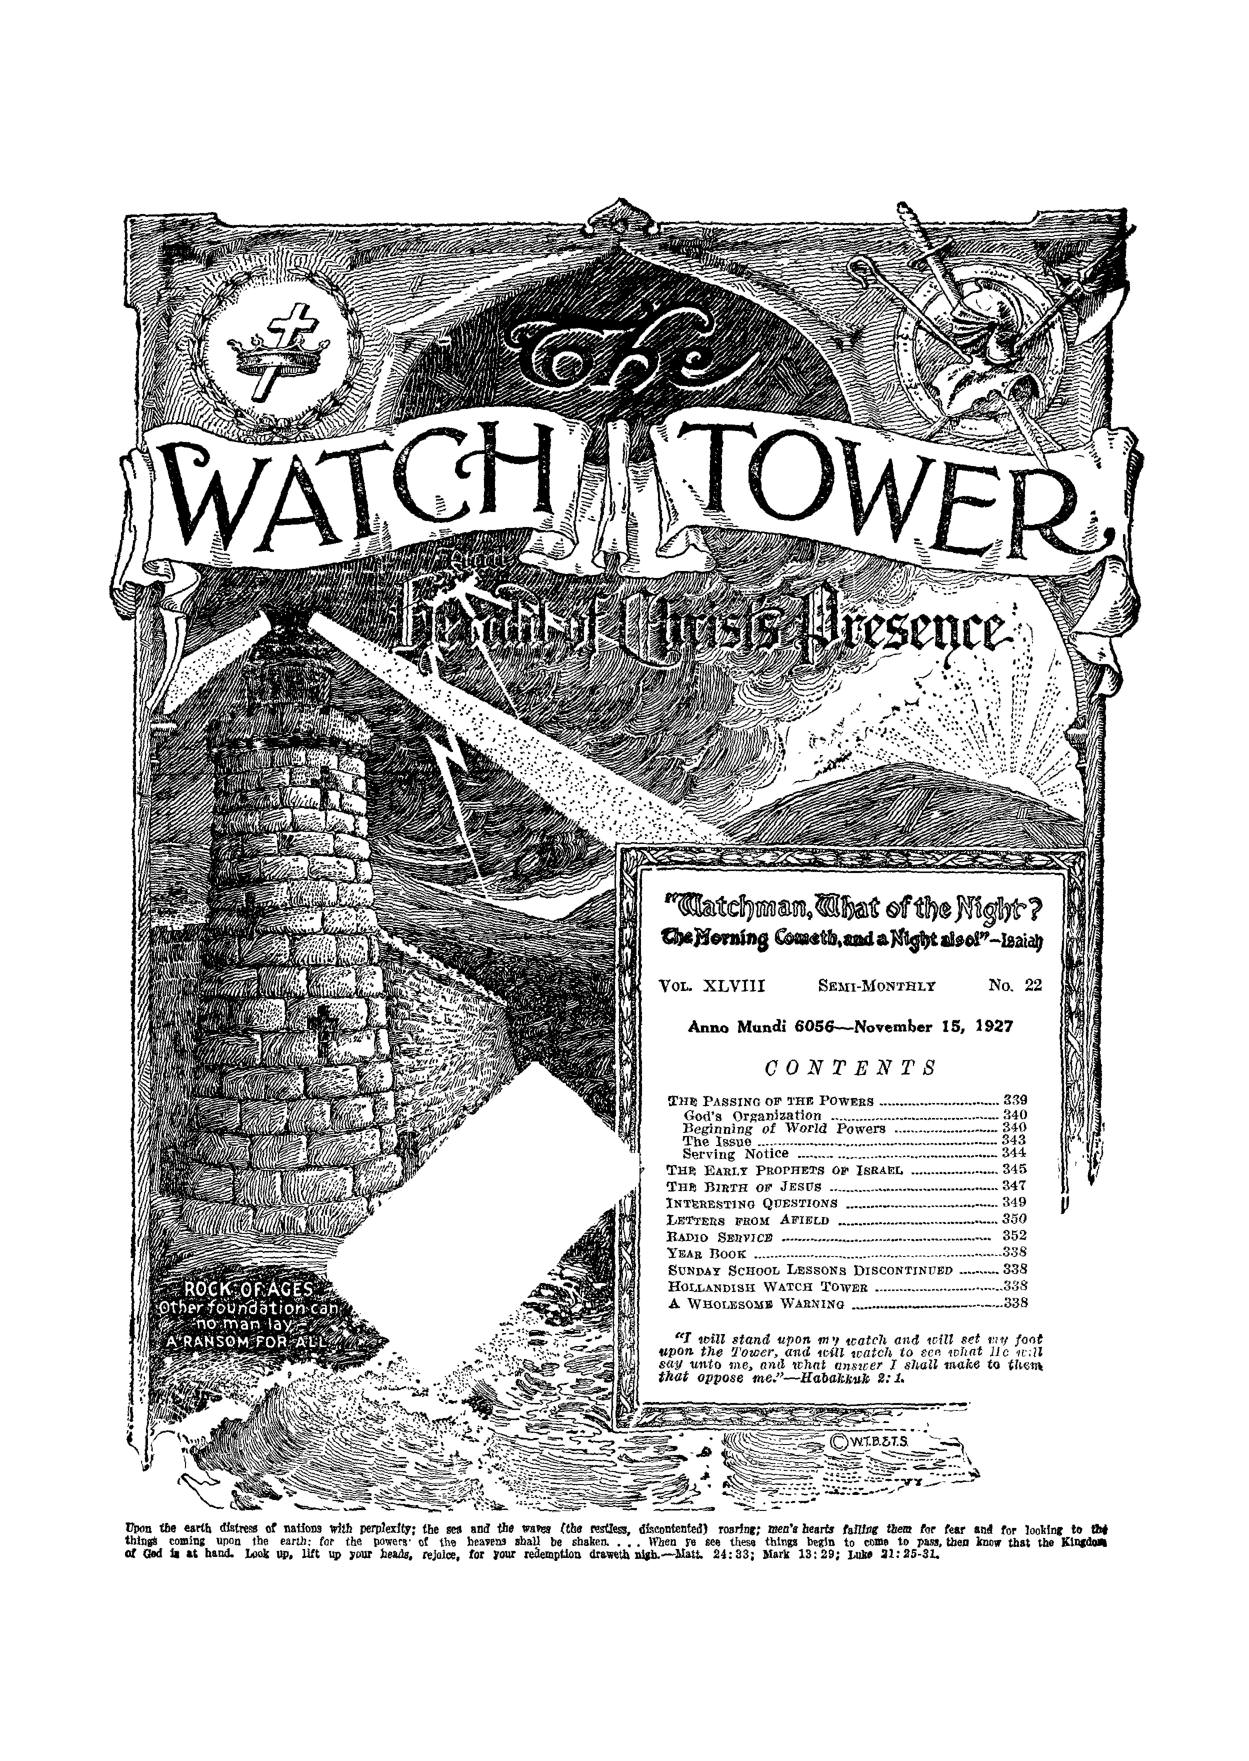 The
WATCH TOWER
And
Herald of Christ's Presence
"Watchman, What of the Night?
The Morning Cometh, and a Night also!"–Isaiah
VOL. XLVIII SEMI-MONTHLY No. 22
Anno Mundi 6056—November 15, 1927
CONTENTS
THE PASSING OF THE POWERS 339
God's Organization 340
Beginning of World Powers 340
The Issue 343
Serving Notice 344
THE EARLY PROPHETS OF ISRAEL 345
THE BIRTH OF JESUS 347
INTERESTING QUESTIONS 349
LETTERS FROM AFIELD 350
RADIO SERVICE 352
YEAR BOOK 338
SUNDAY SCHOOL LESSONS DISCONTINUED 338
HOLLANDISH WATCH TOWER 338
A WHOLESOME WARNING 338
"I will stand upon my watch and will set my foot
upon the Tower, and will watch to see what He will
say unto me, and what answer I shall make to them
that oppose me."—Habakkuk 2:1.
ROCK OF AGES
Other foundation can
no man lay
A RANSOM FOR ALL
©W.T.B.&T.S.
Upon the earth distress of nations with perplexity; the sea and the waves (the restless, discontented) roaring; men's hearts failing them for fear and for looking to the
things coming upon the earth: for the powers of the heavens shall be shaken. . . . When ye see these things begin to come to pass, then know that the Kingdom
of God is at hand. Look up, lift up your heads, rejoice, for your redemption draweth nigh.—Matt. 24:33; Mark 13:29; Luke 21:25-31.